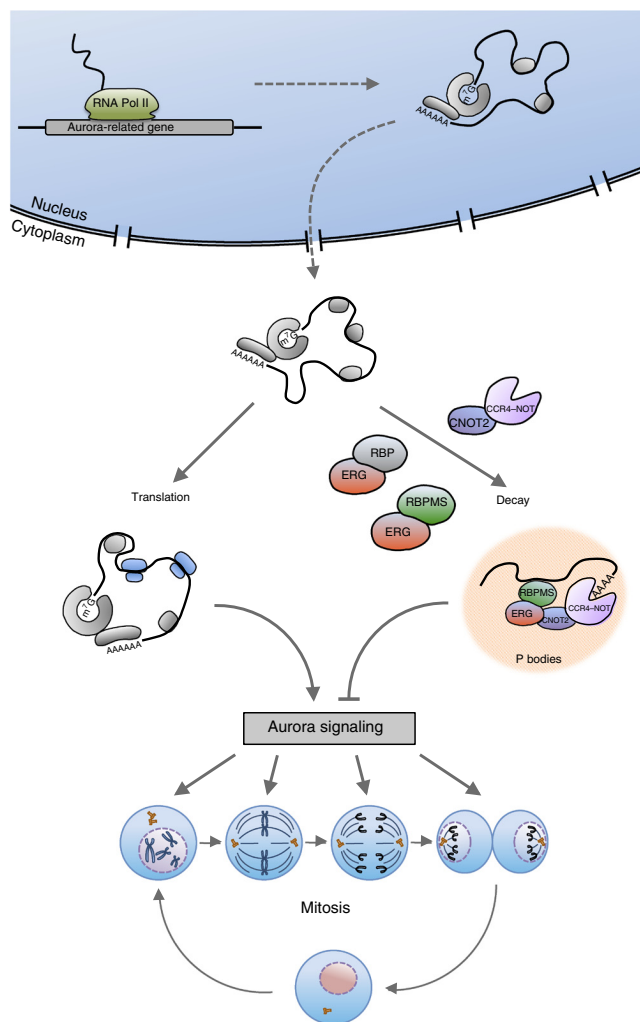 RNA Pol II
Aurora-related gene
m⁷G
AAAAAA
Nucleus
Cytoplasm
m⁷G
AAAAAA
CCR4–NOT
CNOT2
RBP
ERG
RBPMS
ERG
Translation
Decay
m⁷G
AAAAAA
AAAA
RBPMS
CCR4–NOT
ERG
CNOT2
P bodies
Aurora signaling
Mitosis